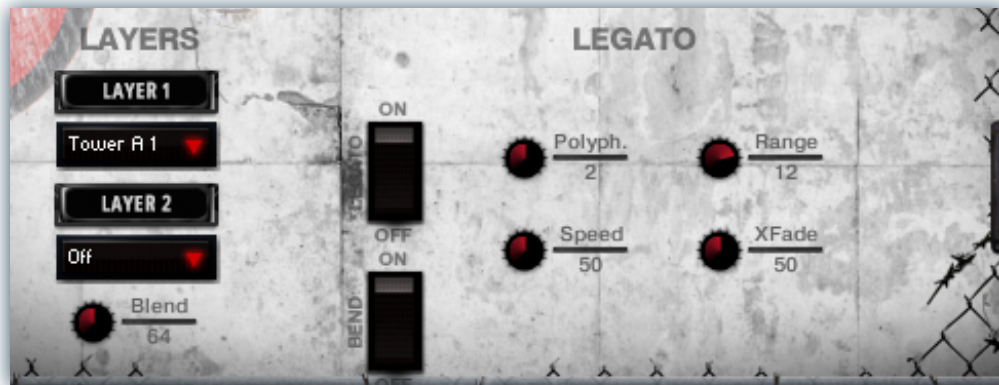 LAYERS
LAYER 1
Tower A 1
LAYER 2
Off
Blend
64
LEGATO
ON
LEGATO
OFF
ON
BEND
OFF
Polyph.
2
Range
12
Speed
50
XFade
50